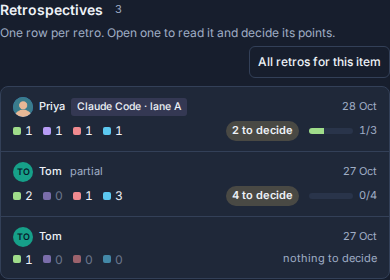 Retrospectives 3
One row per retro. Open one to read it and decide its points.
All retros for this item
Priya Claude Code · lane A 28 Oct
1 1 1 1 2 to decide 1/3
TO Tom partial 27 Oct
2 0 1 3 4 to decide 0/4
TO Tom 27 Oct
1 0 0 0 nothing to decide